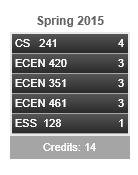 Spring 2015
CS 241 4
ECEN 420 3
ECEN 351 3
ECEN 461 3
ESS 128 1
Credits: 14